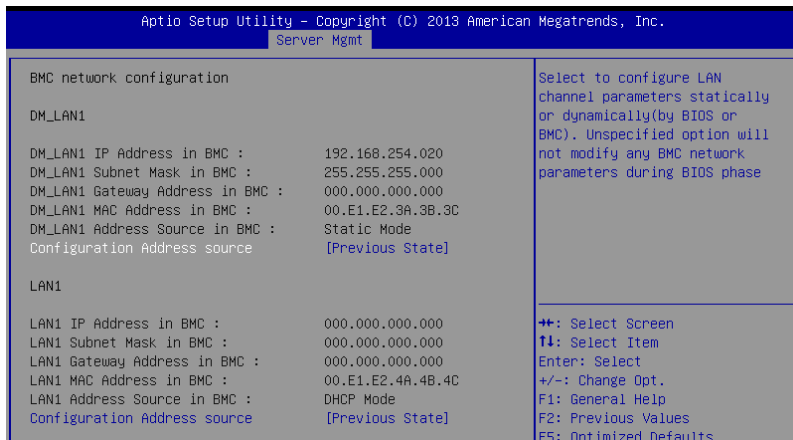 Aptio Setup Utility – Copyright (C) 2013 American Megatrends, Inc.
Server Mgmt
BMC network configuration
DM_LAN1
DM_LAN1 IP Address in BMC : 192.168.254.020
DM_LAN1 Subnet Mask in BMC : 255.255.255.000
DM_LAN1 Gateway Address in BMC : 000.000.000.000
DM_LAN1 MAC Address in BMC : 00.E1.E2.3A.3B.3C
DM_LAN1 Address Source in BMC : Static Mode
Configuration Address source [Previous State]
LAN1
LAN1 IP Address in BMC : 000.000.000.000
LAN1 Subnet Mask in BMC : 000.000.000.000
LAN1 Gateway Address in BMC : 000.000.000.000
LAN1 MAC Address in BMC : 00.E1.E2.4A.4B.4C
LAN1 Address Source in BMC : DHCP Mode
Configuration Address source [Previous State]
Select to configure LAN
channel parameters statically
or dynamically(by BIOS or
BMC). Unspecified option will
not modify any BMC network
parameters during BIOS phase
→←: Select Screen
↑↓: Select Item
Enter: Select
+/-: Change Opt.
F1: General Help
F2: Previous Values
F5: Optimized Defaults